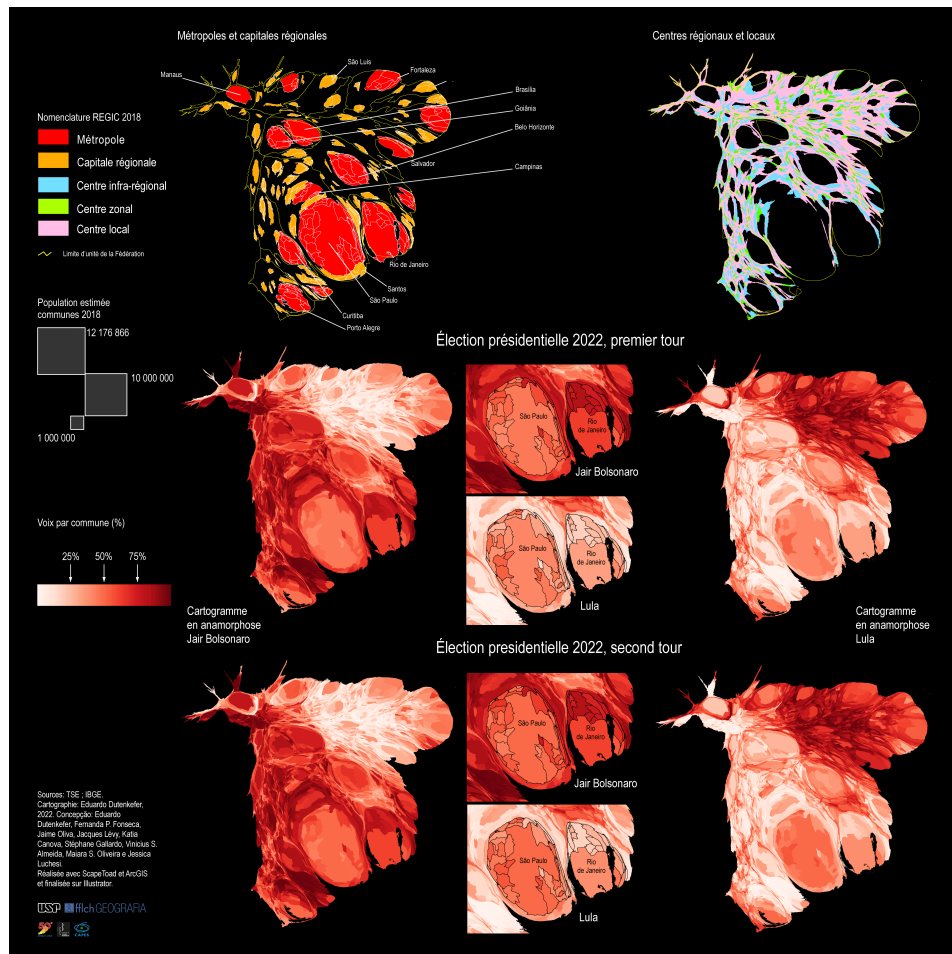 Métropoles et capitales régionales
Centres régionaux et locaux
São Luis
Manaus
Fortaleza
Brasília
Goiânia
Belo Horizonte
Salvador
Campinas
Rio de Janeiro
Santos
São Paulo
Curitiba
Porto Alegre
Nomenclature REGIC 2018
Métropole
Capitale régionale
Centre infra-régional
Centre zonal
Centre local
Limite d'unité de la Fédération
Population estimée
communes 2018
12 176 866
10 000 000
1 000 000
Élection présidentielle 2022, premier tour
São Paulo
Rio
de Janeiro
Jair Bolsonaro
São Paulo
Rio
de Janeiro
Lula
Voix par commune (%)
25%
50%
75%
Cartogramme
en anamorphose
Jair Bolsonaro
Cartogramme
en anamorphose
Lula
Élection presidentielle 2022, second tour
São Paulo
Rio
de Janeiro
Jair Bolsonaro
São Paulo
Rio
de Janeiro
Lula
Sources: TSE ; IBGE.
Cartographie: Eduardo Dutenkefer,
2022. Concepção: Eduardo
Dutenkefer, Fernanda P. Fonseca,
Jaime Oliva, Jacques Lévy, Katia
Canova, Stéphane Gallardo, Vinicius S.
Almeida, Maiara S. Oliveira e Jessica
Luchesi.
Réalisée avec ScapeToad et ArcGIS
et finalisée sur Illustrator.
USP fflch GEOGRAFIA
CAPES